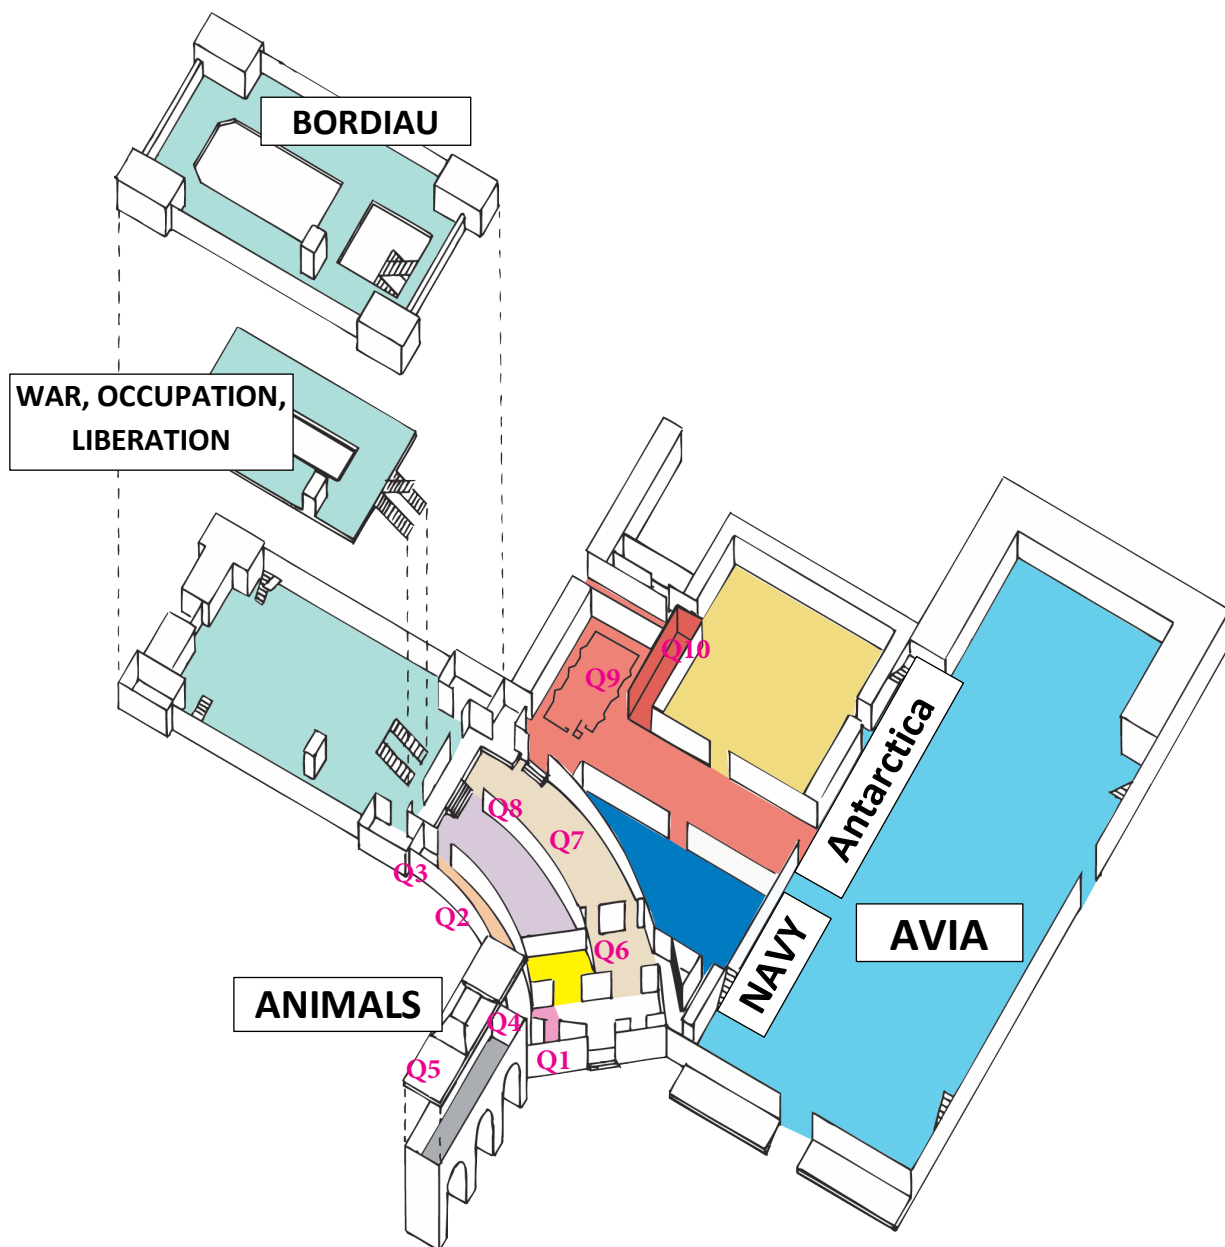 BORDIAU
WAR, OCCUPATION,
LIBERATION
Q10
Q9
Antarctica
Q8
Q7
Q3
Q2
AVIA
Q6
NAVY
ANIMALS
Q4
Q1
Q5